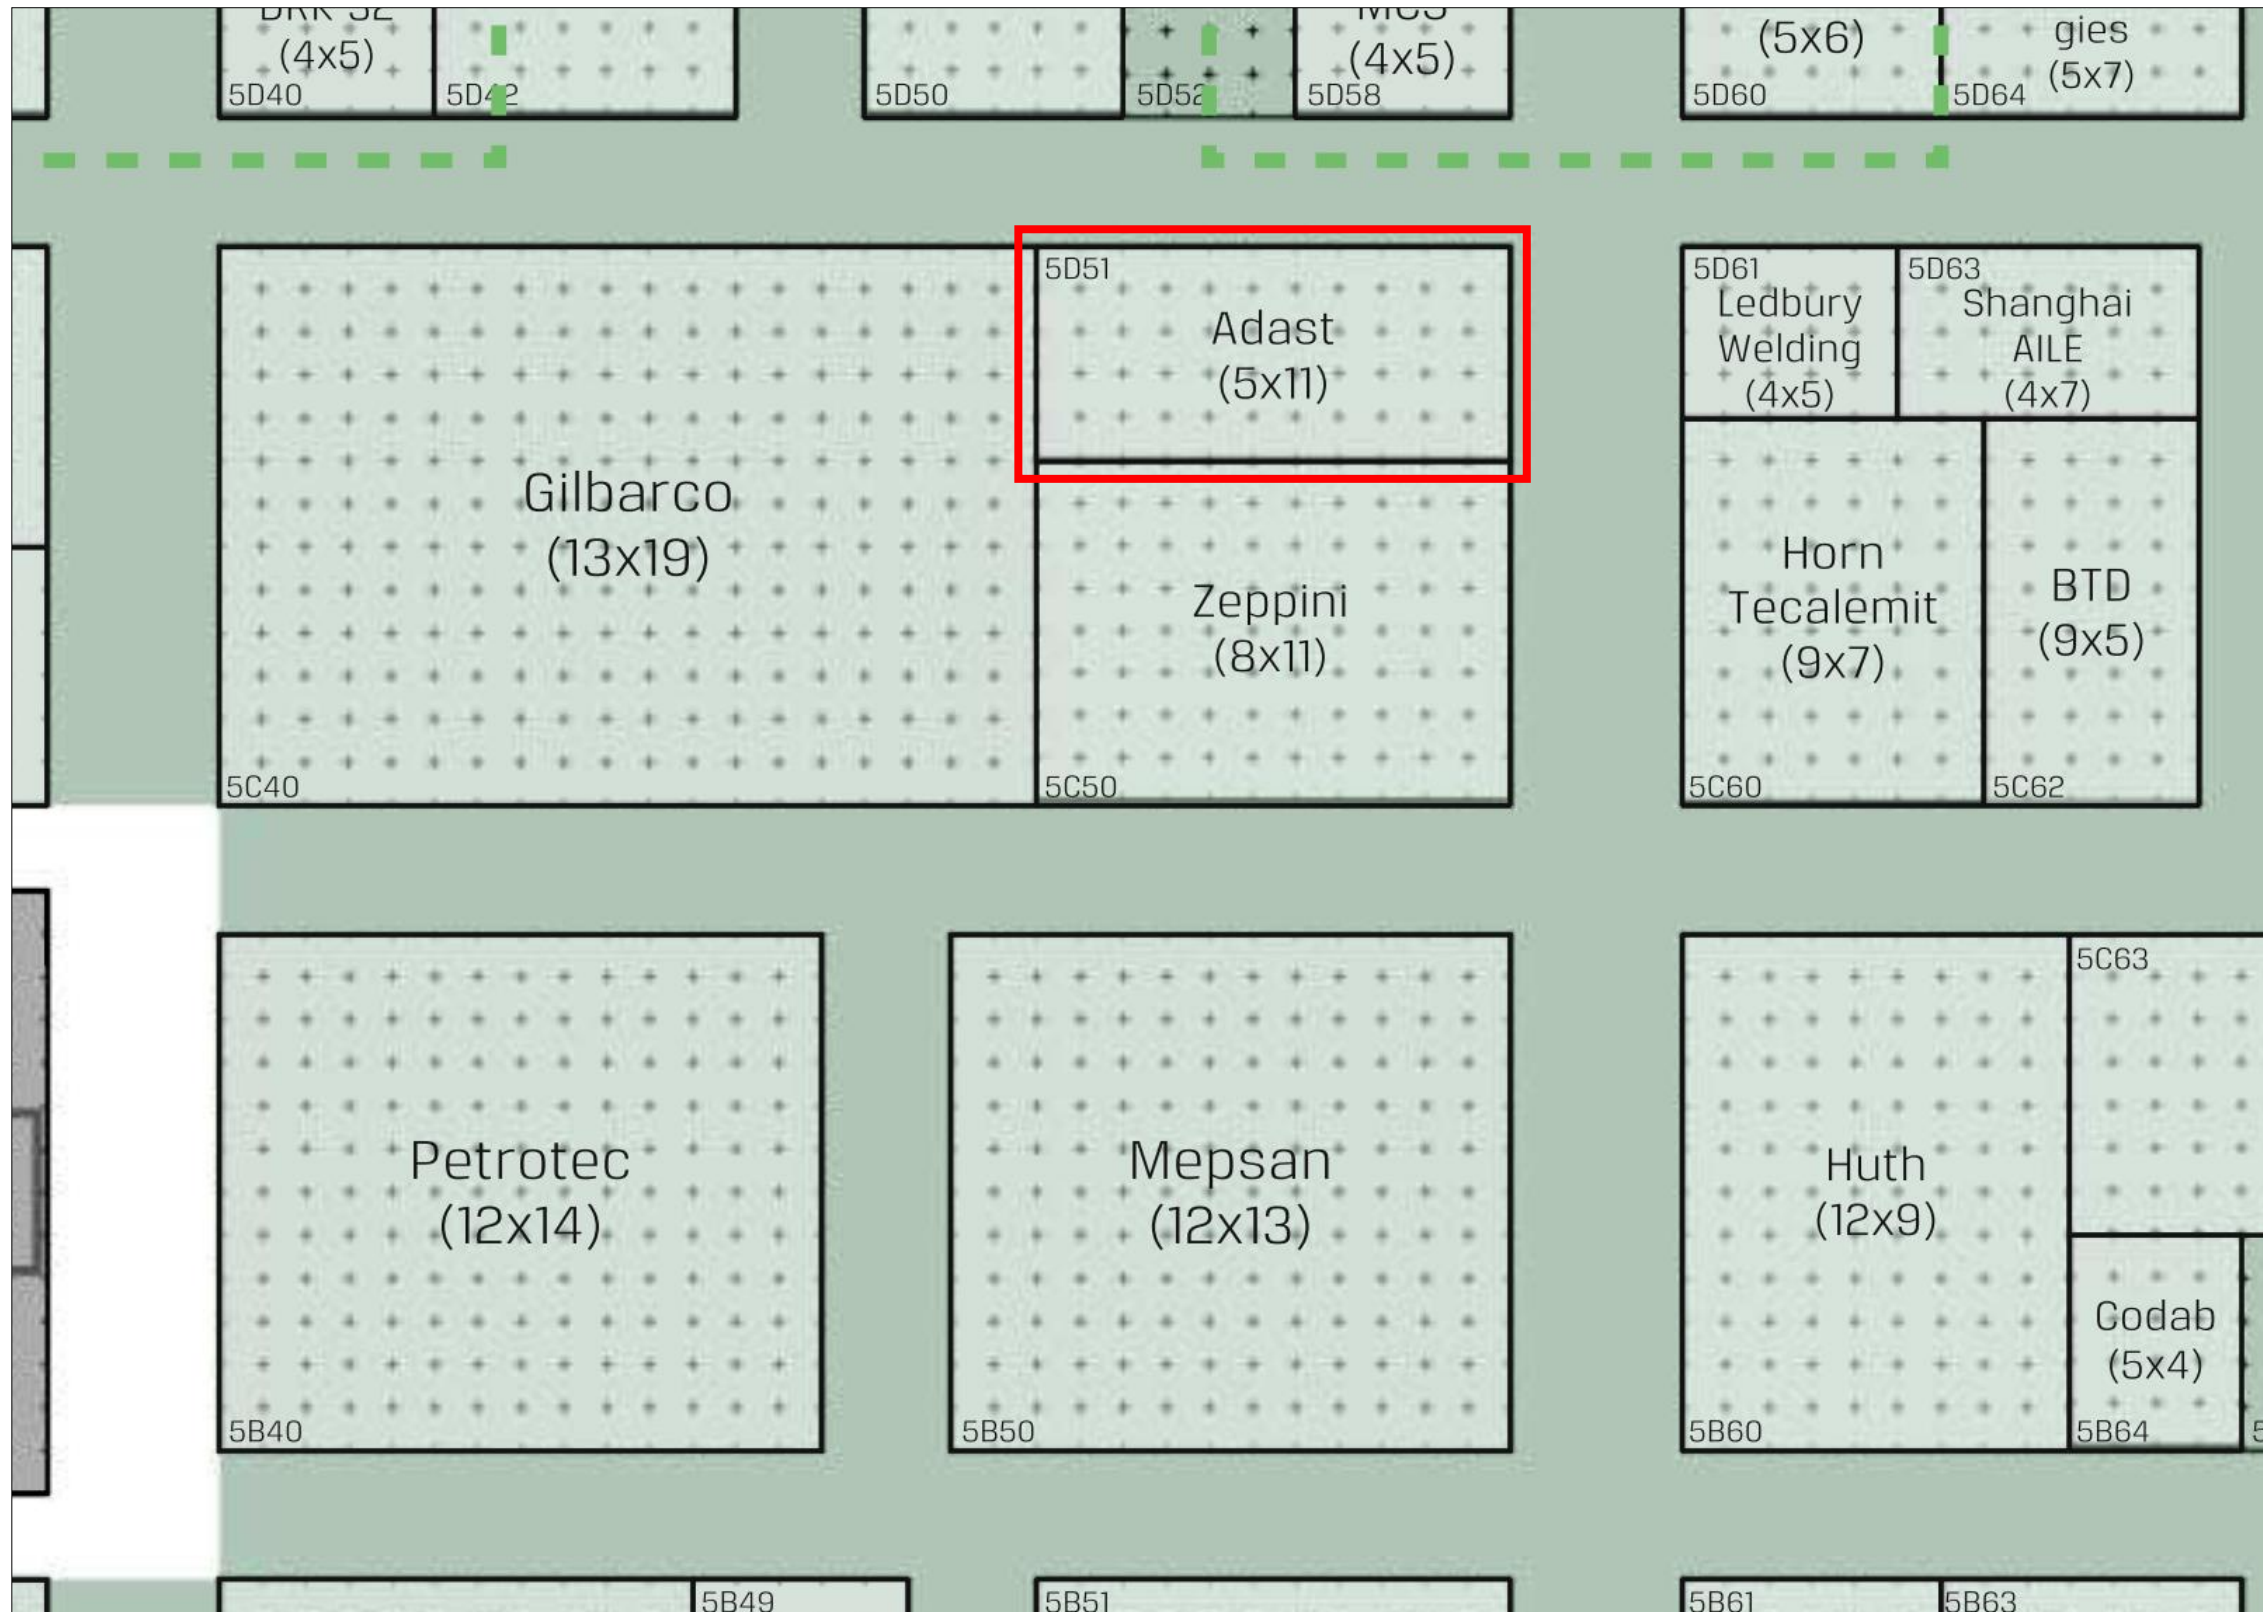 (4x5)
5D40
5D42
5D50
5D52
(4x5)
5D58
(5x6)
5D60
gies
(5x7)
5D64
5D51
Adast
(5x11)
Gilbarco
(13x19)
5C40
Zeppini
(8x11)
5C50
5D61
Ledbury
Welding
(4x5)
5D63
Shanghai
AILE
(4x7)
Horn
Tecalemit
(9x7)
5C60
BTD
(9x5)
5C62
Petrotec
(12x14)
5B40
Mepsan
(12x13)
5B50
Huth
(12x9)
5B60
5C63
Codab
(5x4)
5B64
5B49
5B51
5B61
5B63